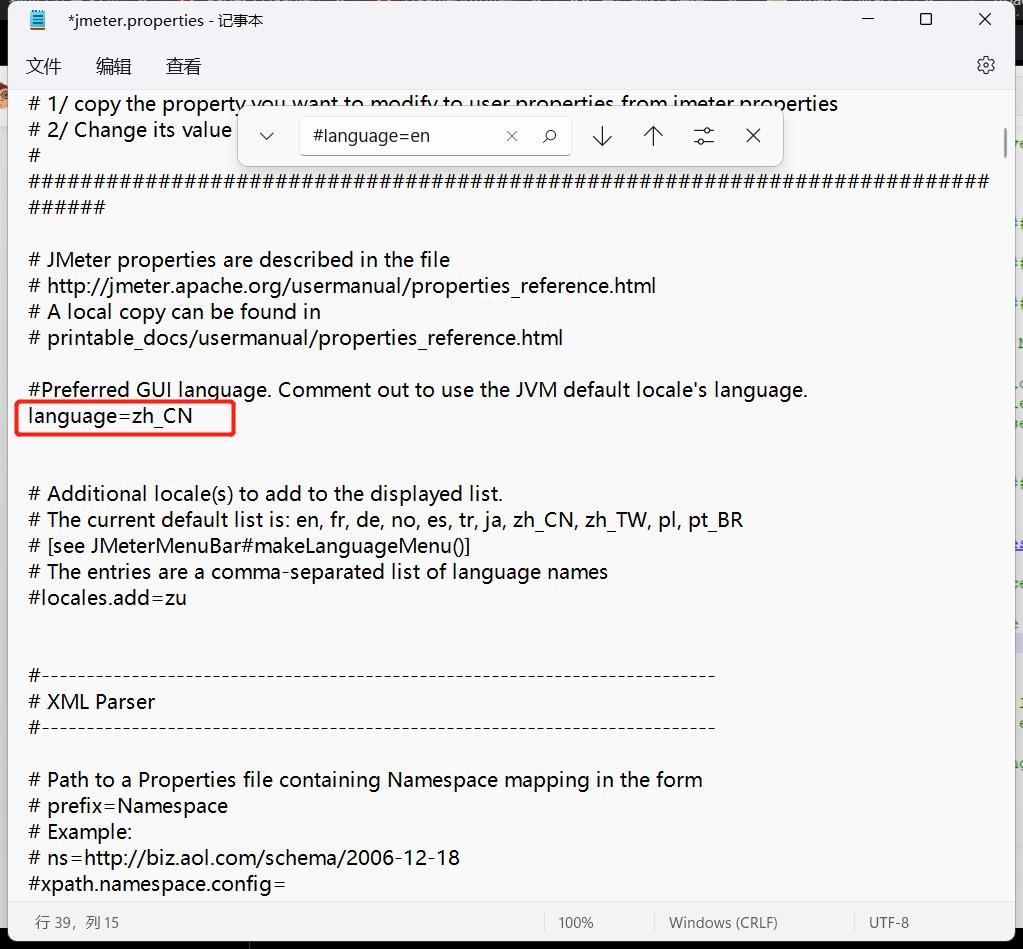 *jmeter.properties - 记事本
文件 编辑 查看
# 1/ copy the property you want to modify to user.properties from jmeter.properties
# 2/ Change its value
#language=en
#
##########################################################################
######
# JMeter properties are described in the file
# http://jmeter.apache.org/usermanual/properties_reference.html
# A local copy can be found in
# printable_docs/usermanual/properties_reference.html
#Preferred GUI language. Comment out to use the JVM default locale's language.
language=zh_CN
# Additional locale(s) to add to the displayed list.
# The current default list is: en, fr, de, no, es, tr, ja, zh_CN, zh_TW, pl, pt_BR
# [see JMeterMenuBar#makeLanguageMenu()]
# The entries are a comma-separated list of language names
#locales.add=zu
#---------------------------------------------------------------------------
# XML Parser
#---------------------------------------------------------------------------
# Path to a Properties file containing Namespace mapping in the form
# prefix=Namespace
# Example:
# ns=http://biz.aol.com/schema/2006-12-18
#xpath.namespace.config=
行 39，列 15
100%
Windows (CRLF)
UTF-8